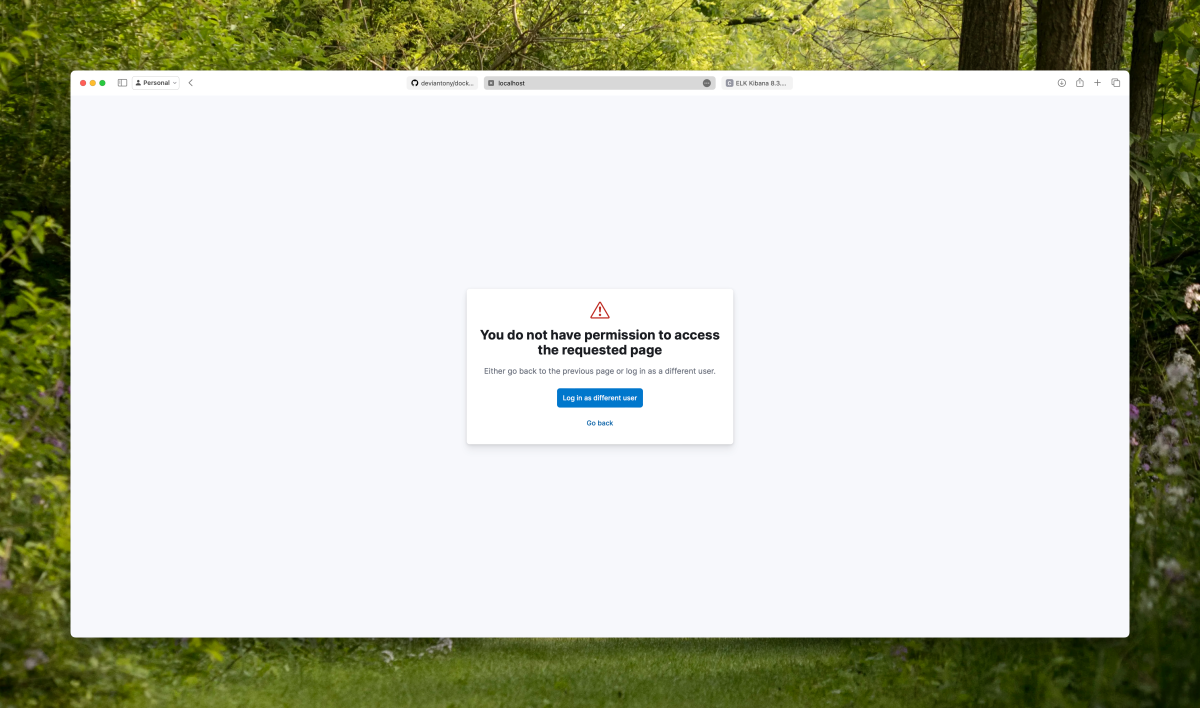 Personal
deviantony/dock...
localhost
ELK Kibana 8.3....
You do not have permission to access
the requested page
Either go back to the previous page or log in as a different user.
Log in as different user
Go back